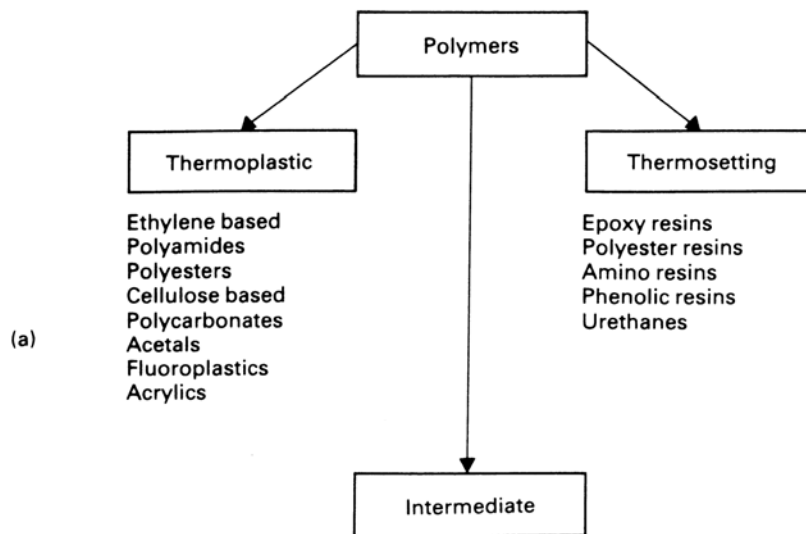 Polymers
Thermoplastic
Thermosetting
Ethylene based
Polyamides
Polyesters
Cellulose based
Polycarbonates
Acetals
Fluoroplastics
Acrylics
Epoxy resins
Polyester resins
Amino resins
Phenolic resins
Urethanes
(a)
Intermediate